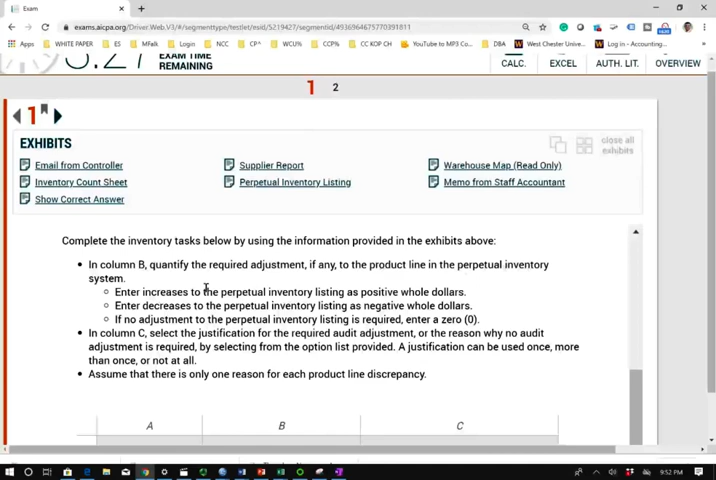 Exam
exams.aicpa.org/Driver.Web.V3/#/segmenttype/testlet/esid/5219427/segmentid/4936964675770391811
Apps WHITE PAPER ES MFalk Login NCC CP^ WCU% CCP% CC KOP CH YouTube to MP3 Co... DBA West Chester Unive... Log in - Accounting...
EXAM TIME
REMAINING
CALC. EXCEL AUTH. LIT. OVERVIEW
1 2
1
EXHIBITS
close all
exhibits
Email from Controller Supplier Report Warehouse Map (Read Only)
Inventory Count Sheet Perpetual Inventory Listing Memo from Staff Accountant
Show Correct Answer
Complete the inventory tasks below by using the information provided in the exhibits above:
• In column B, quantify the required adjustment, if any, to the product line in the perpetual inventory
system.
Enter increases to the perpetual inventory listing as positive whole dollars.
Enter decreases to the perpetual inventory listing as negative whole dollars.
If no adjustment to the perpetual inventory listing is required, enter a zero (0).
• In column C, select the justification for the required audit adjustment, or the reason why no audit
adjustment is required, by selecting from the option list provided. A justification can be used once, more
than once, or not at all.
• Assume that there is only one reason for each product line discrepancy.
A B C
9:52 PM